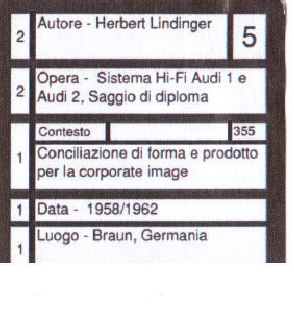 2 Autore - Herbert Lindinger 5
2 Opera - Sistema Hi-Fi Audi 1 e
Audi 2, Saggio di diploma
Contesto 355
1 Conciliazione di forma e prodotto
per la corporate image
1 Data - 1958/1962
1 Luogo - Braun, Germania